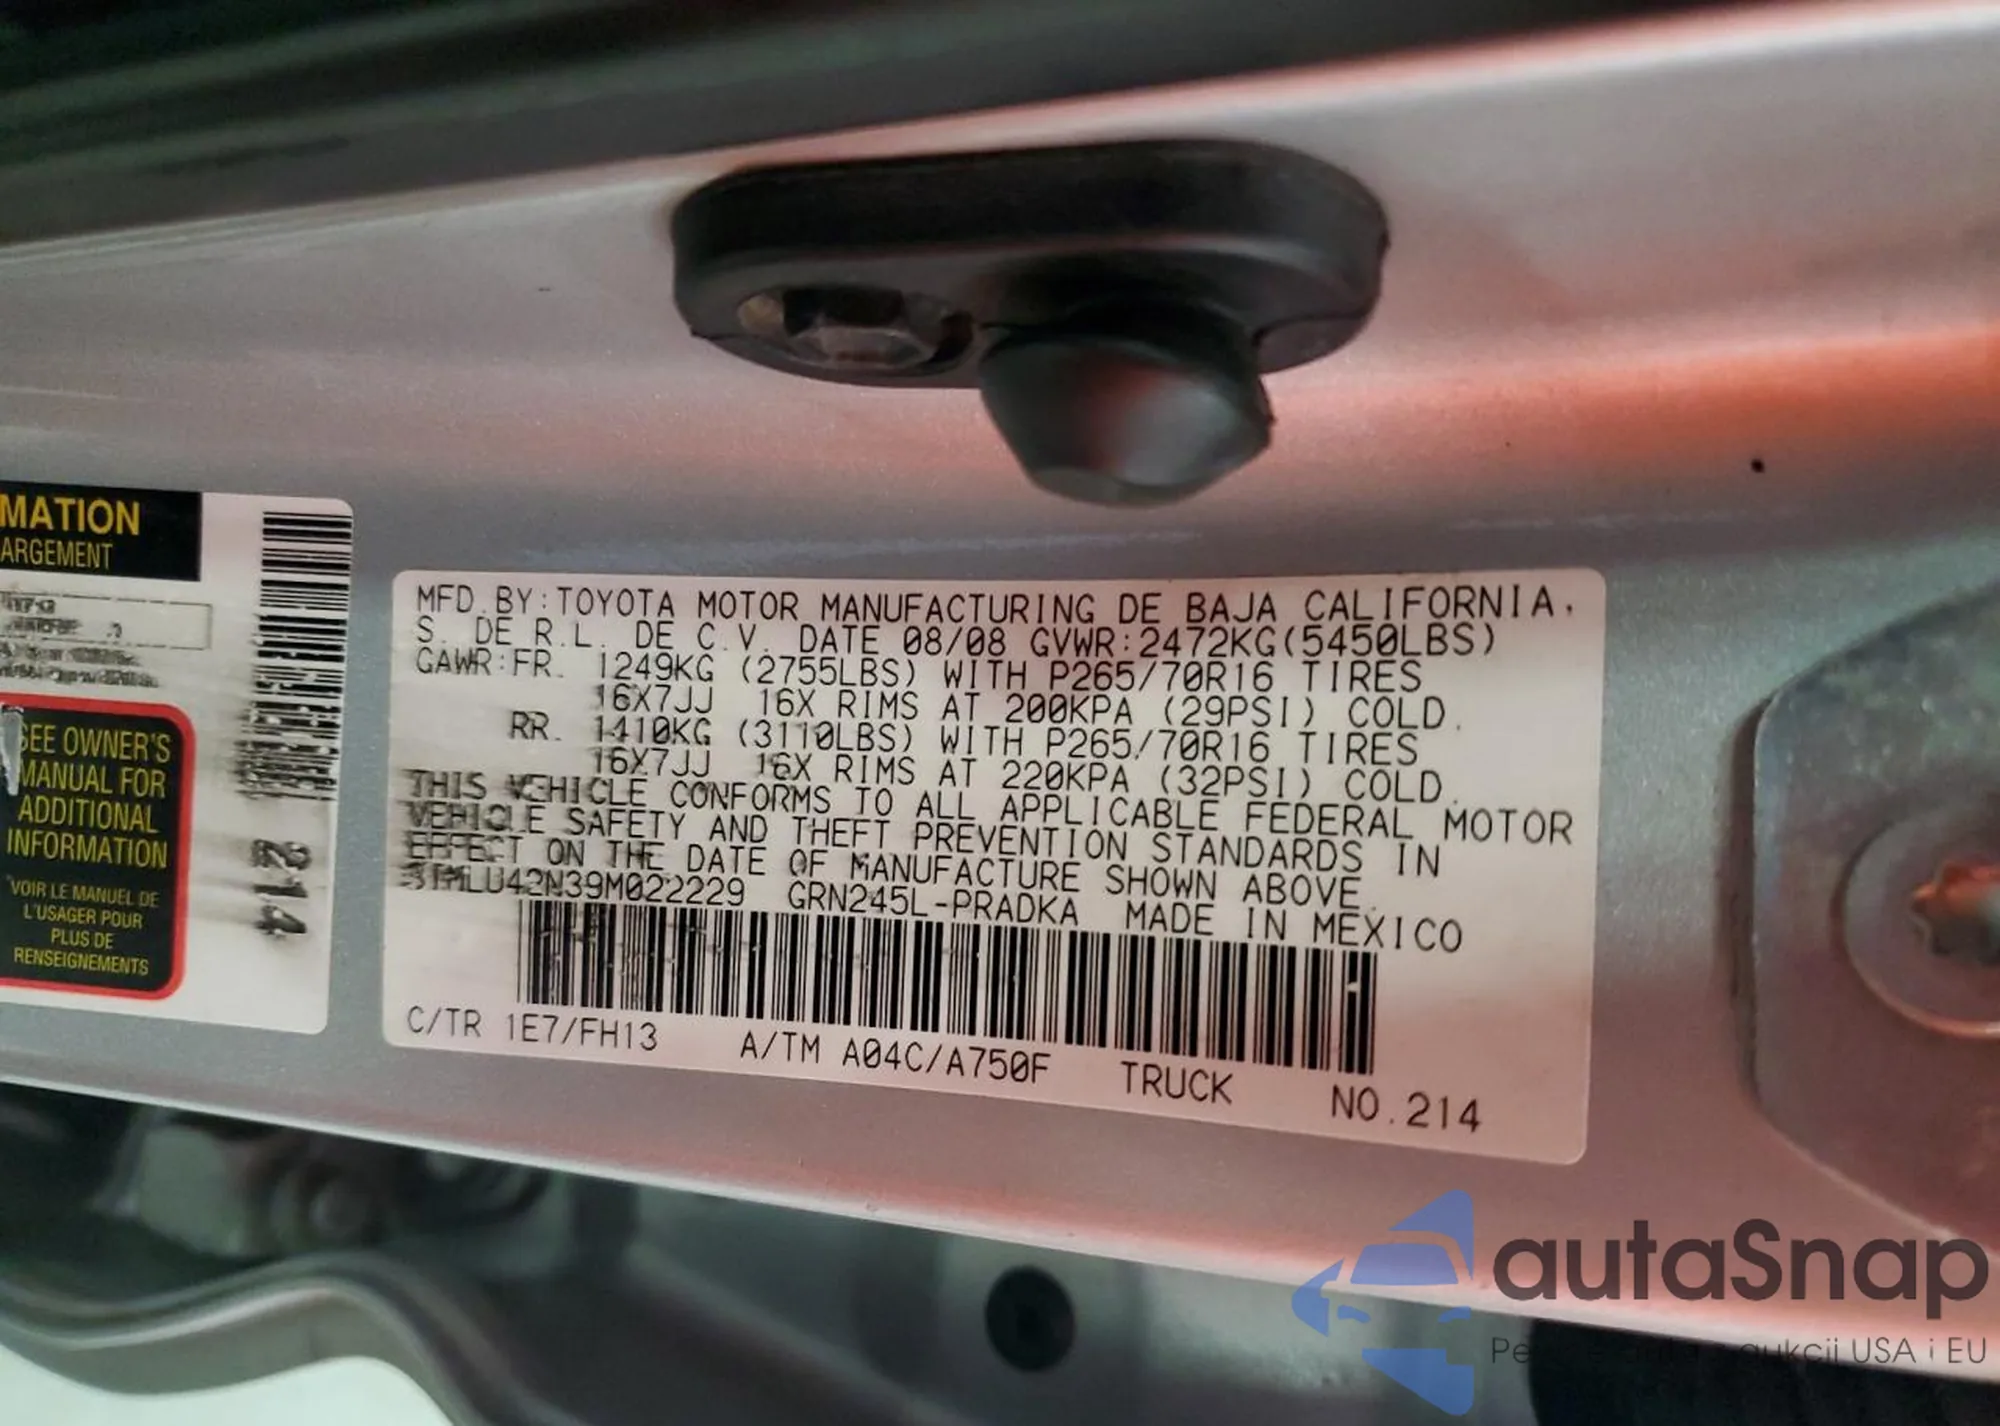 MATION
ARGEMENT
SEE OWNER'S
MANUAL FOR
ADDITIONAL
INFORMATION
VOIR LE MANUEL DE
L'USAGER POUR
PLUS DE
RENSEIGNEMENTS
214
MFD.BY:TOYOTA MOTOR MANUFACTURING DE BAJA CALIFORNIA,
S. DE R.L. DE C.V. DATE 08/08 GVWR:2472KG(5450LBS)
GAWR:FR. 1249KG (2755LBS) WITH P265/70R16 TIRES
16X7JJ 16X RIMS AT 200KPA (29PSI) COLD.
RR. 1410KG (3110LBS) WITH P265/70R16 TIRES
16X7JJ 16X RIMS AT 220KPA (32PSI) COLD.
THIS VEHICLE CONFORMS TO ALL APPLICABLE FEDERAL MOTOR
VEHICLE SAFETY AND THEFT PREVENTION STANDARDS IN
EFFECT ON THE DATE OF MANUFACTURE SHOWN ABOVE.
3TMLU42N39M022229 GRN245L-PRADKA MADE IN MEXICO
C/TR 1E7/FH13 A/TM A04C/A750F TRUCK NO.214
autaSnap
USA i EU